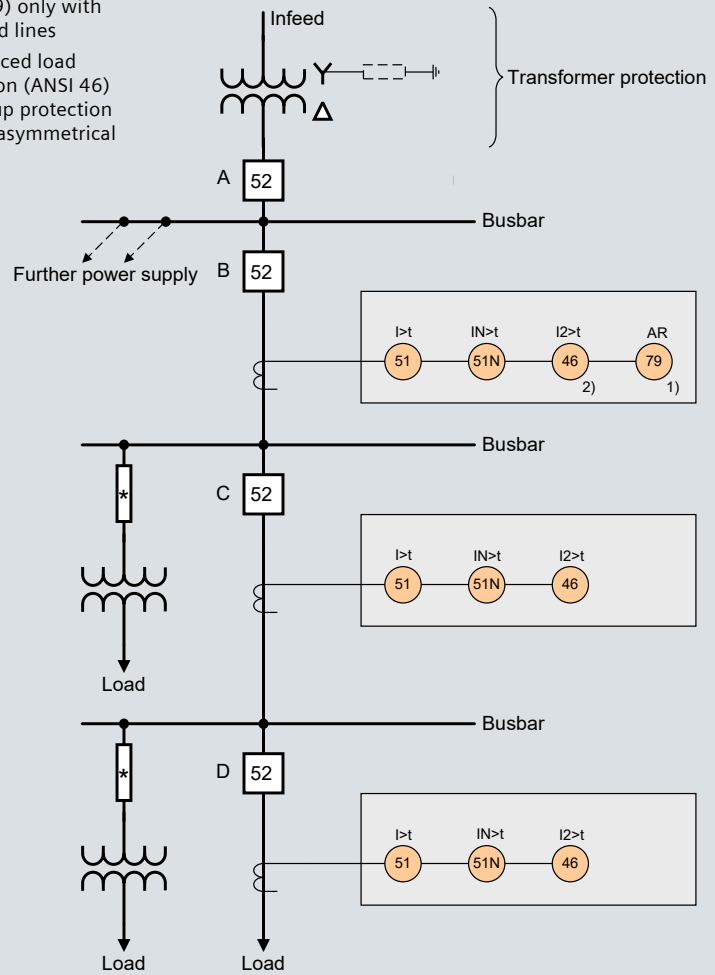 9) only with
d lines
ced load
on (ANSI 46)
up protection
asymmetrical
Infeed
Transformer protection
A 52
Busbar
Further power supply
B 52
I>t IN>t I2>t AR
51 51N 46 79
2) 1)
Busbar
*
C 52
I>t IN>t I2>t
51 51N 46
Load
Busbar
*
D 52
I>t IN>t I2>t
51 51N 46
Load Load